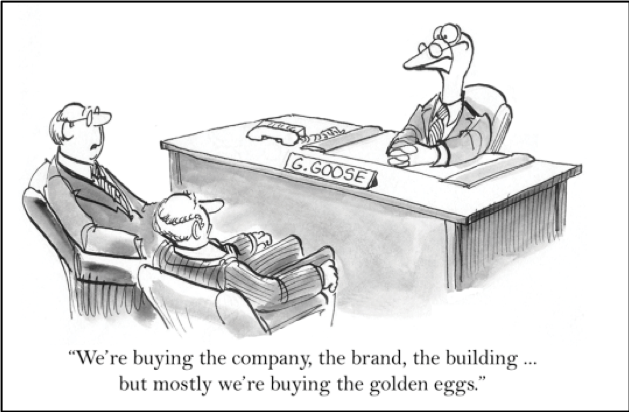 G. GOOSE
“We’re buying the company, the brand, the building ...
but mostly we’re buying the golden eggs.”